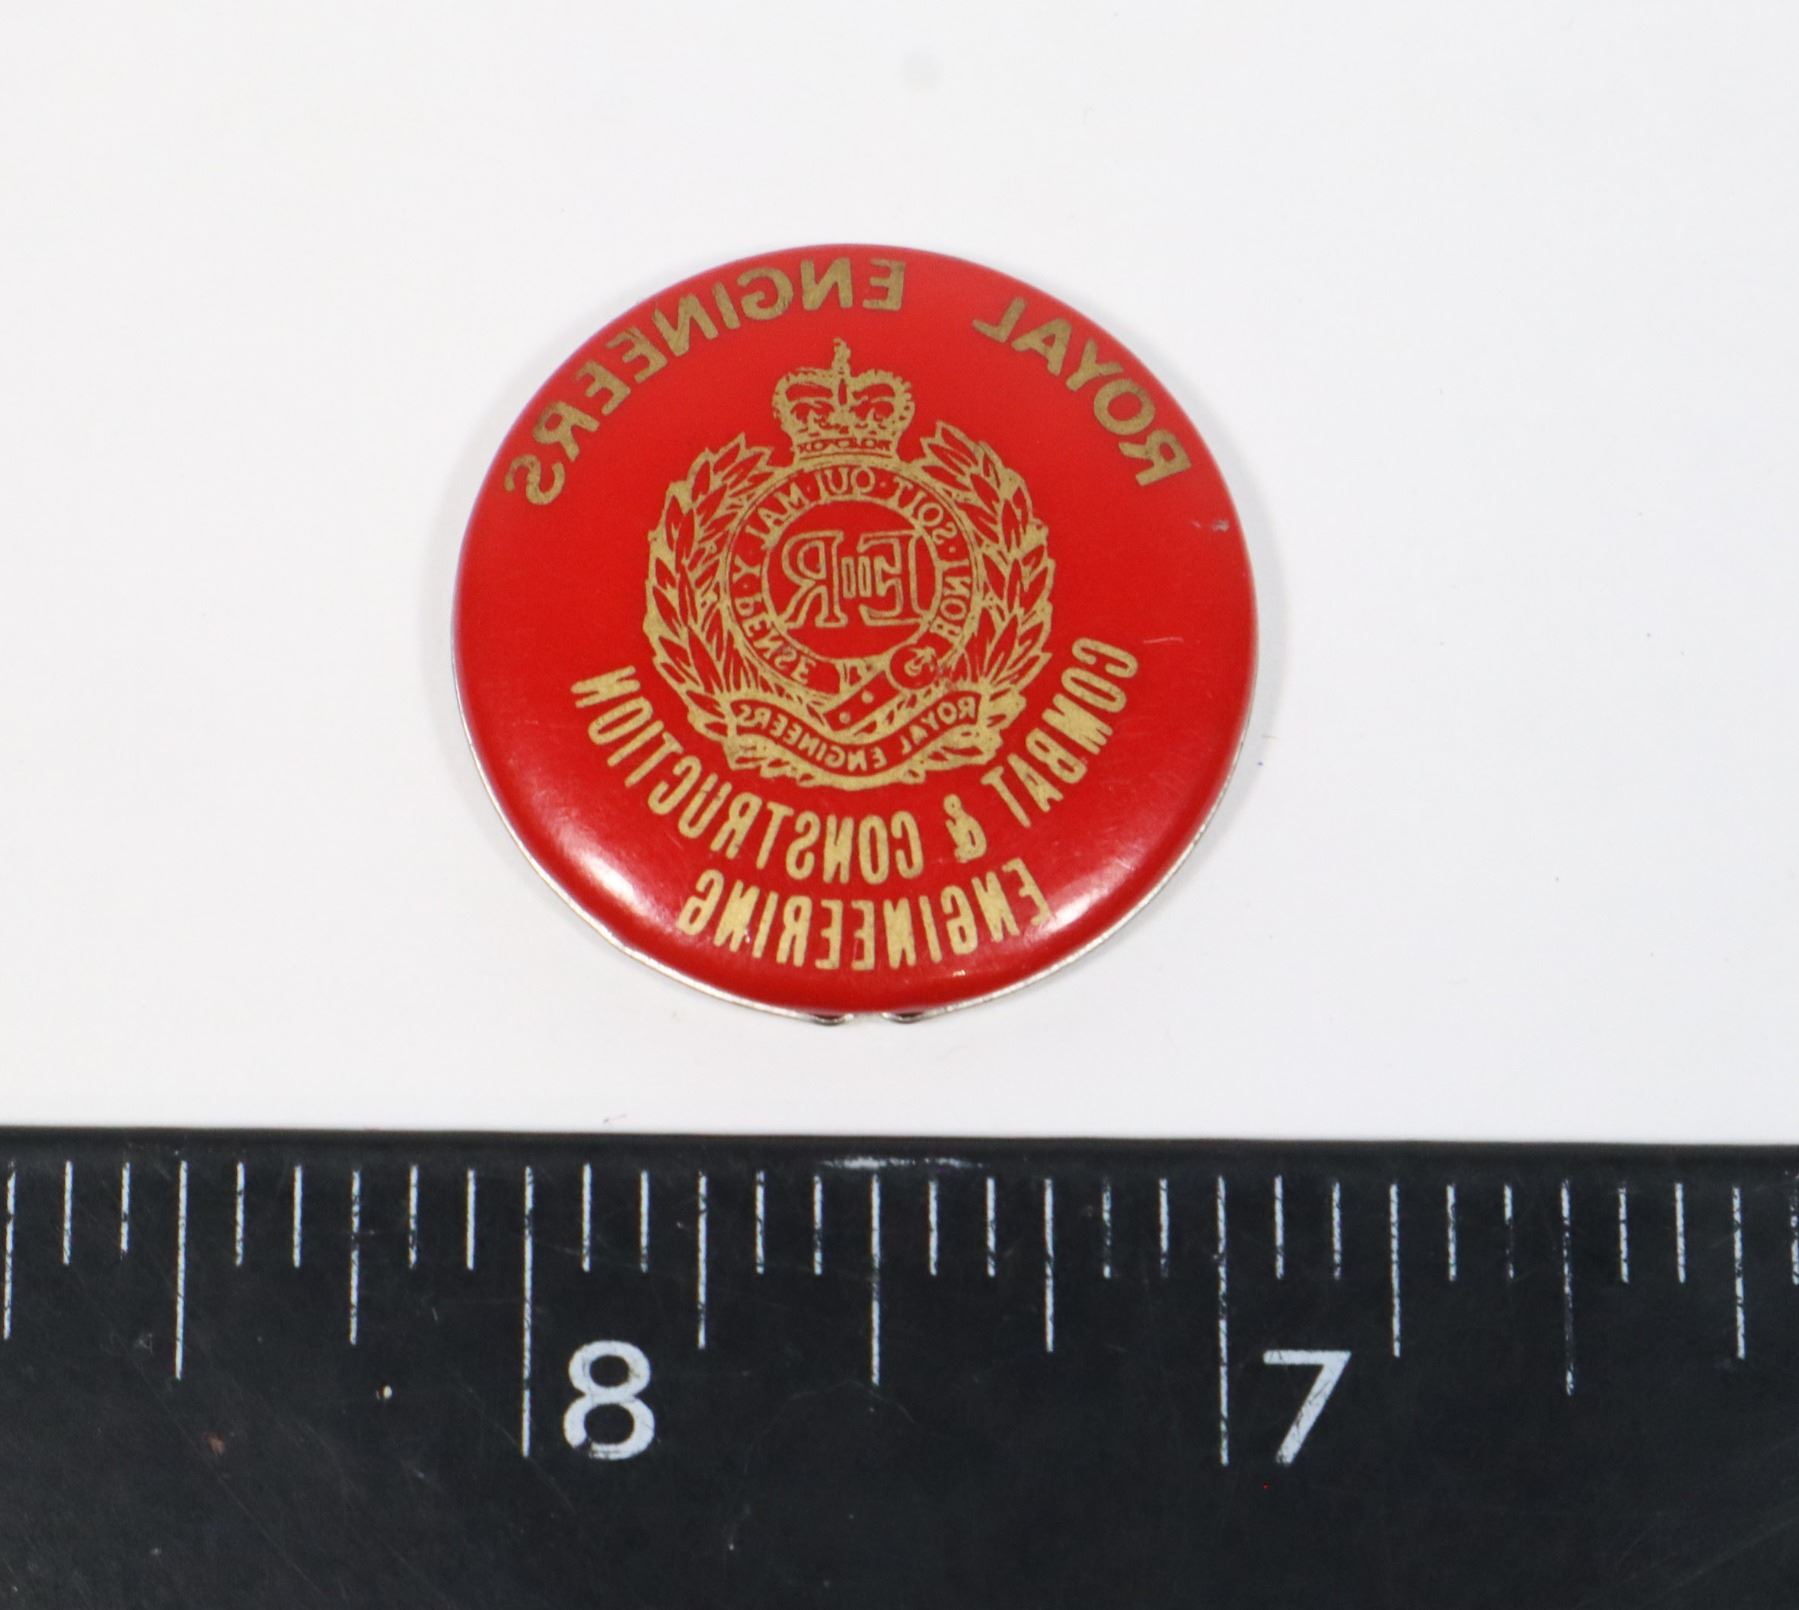 ROYAL ENGINEERS
HONI · SOIT · QUI · MAL · Y · PENSE
EIIR
ROYAL ENGINEERS
COMBAT & CONSTRUCTION
ENGINEERING
8 7